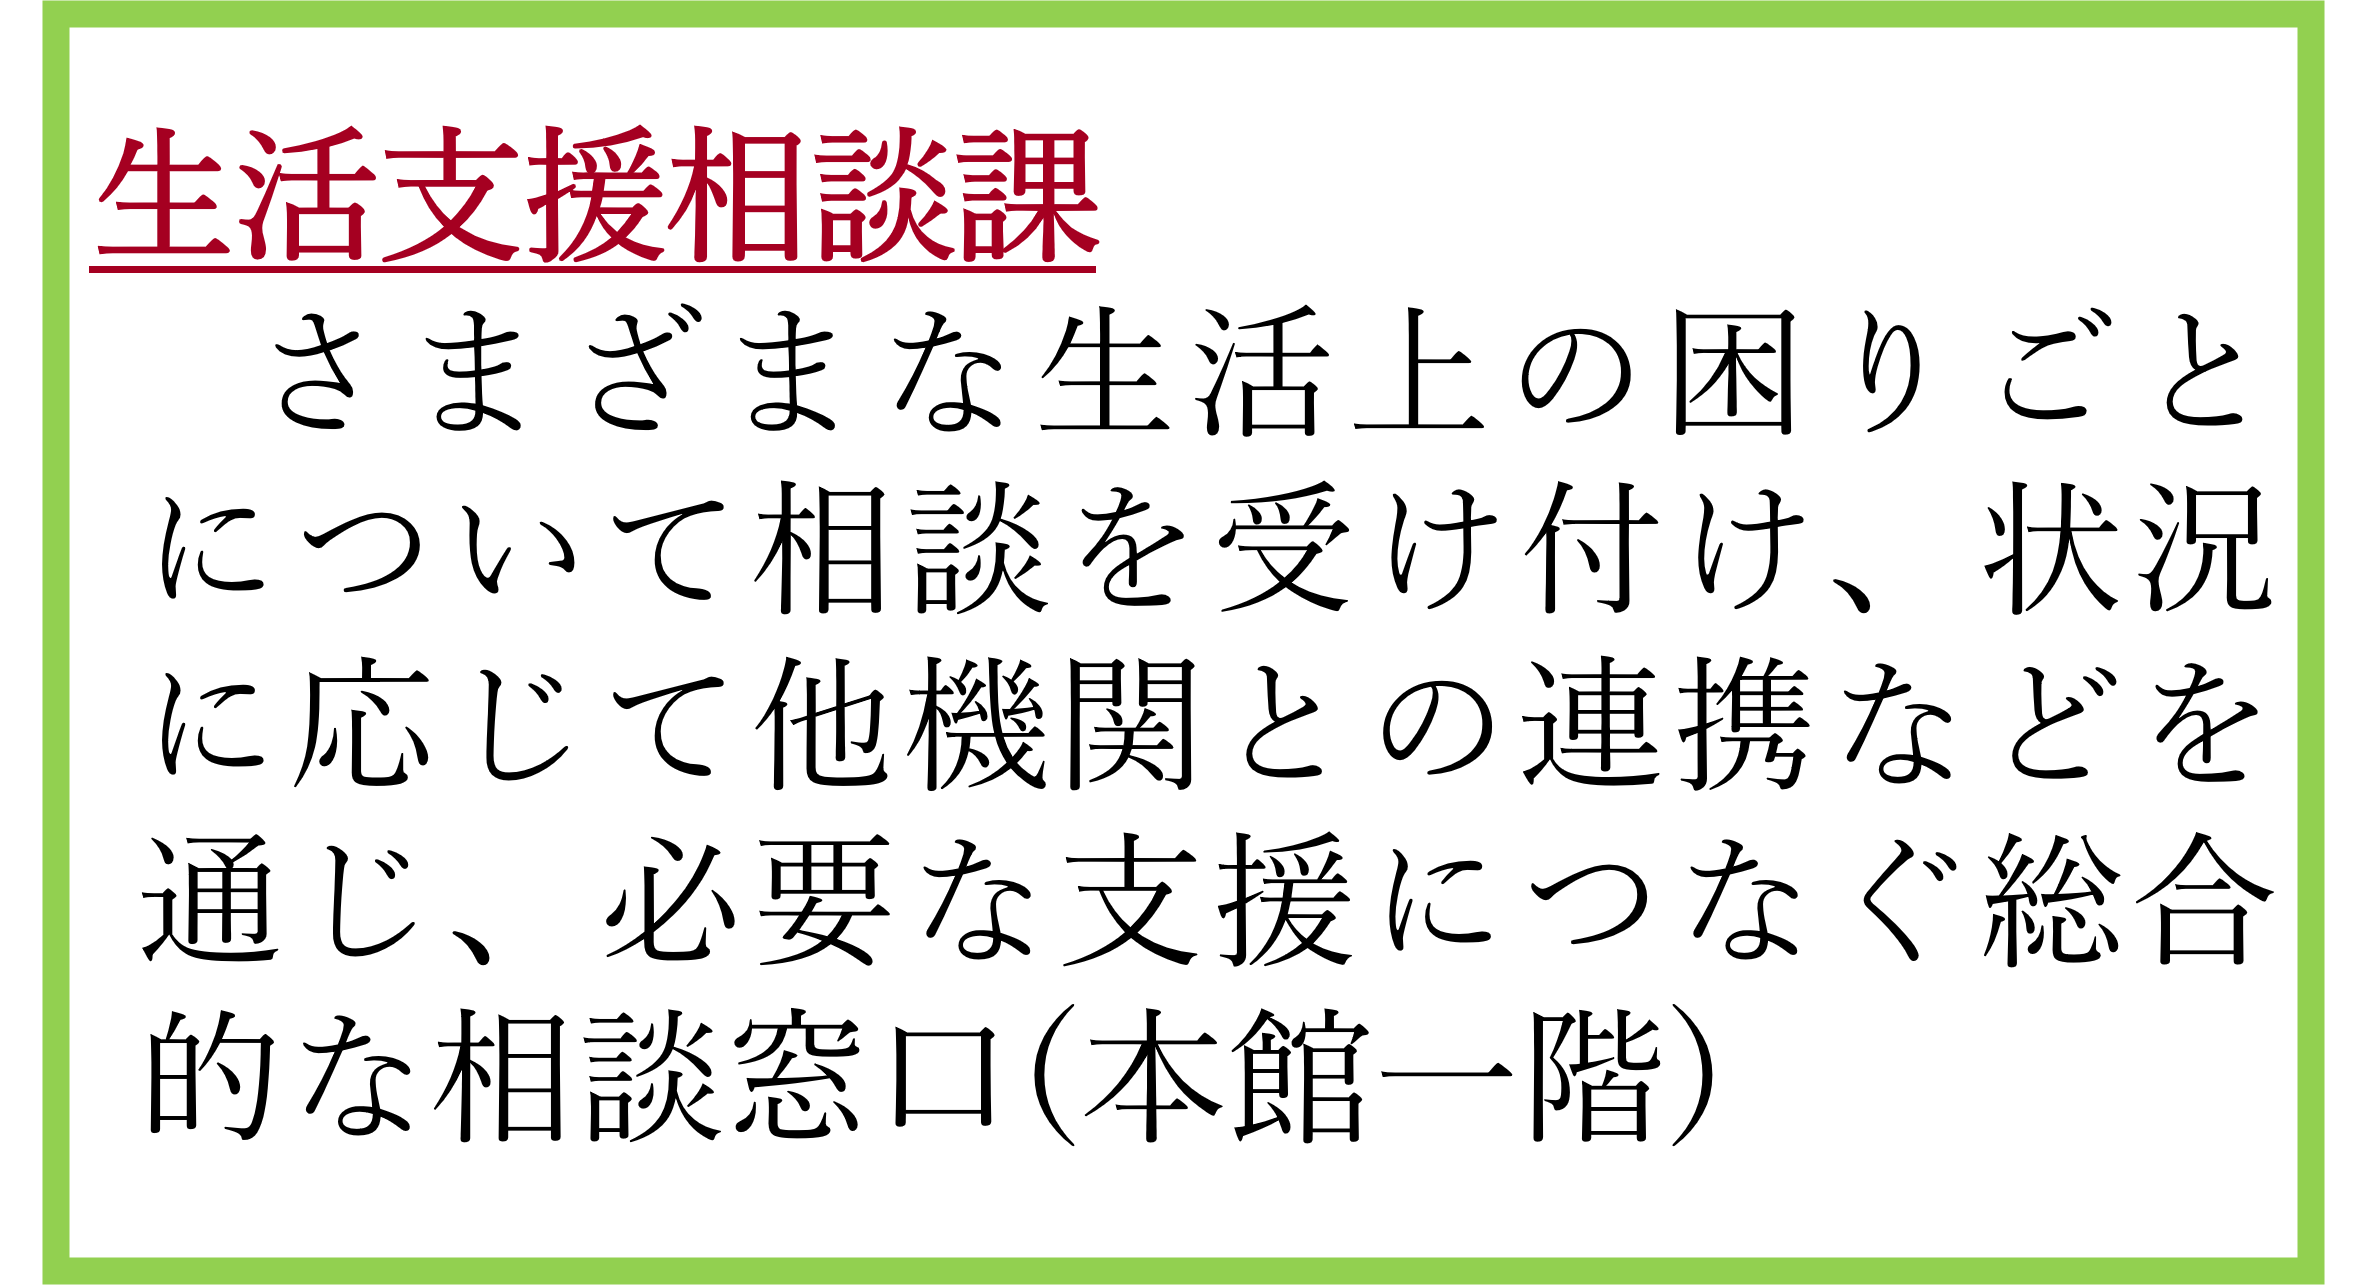 生活支援相談課
さまざまな生活上の困りごと
について相談を受け付け、状況
に応じて他機関との連携などを
通じ、必要な支援につなぐ総合
的な相談窓口(本館一階)